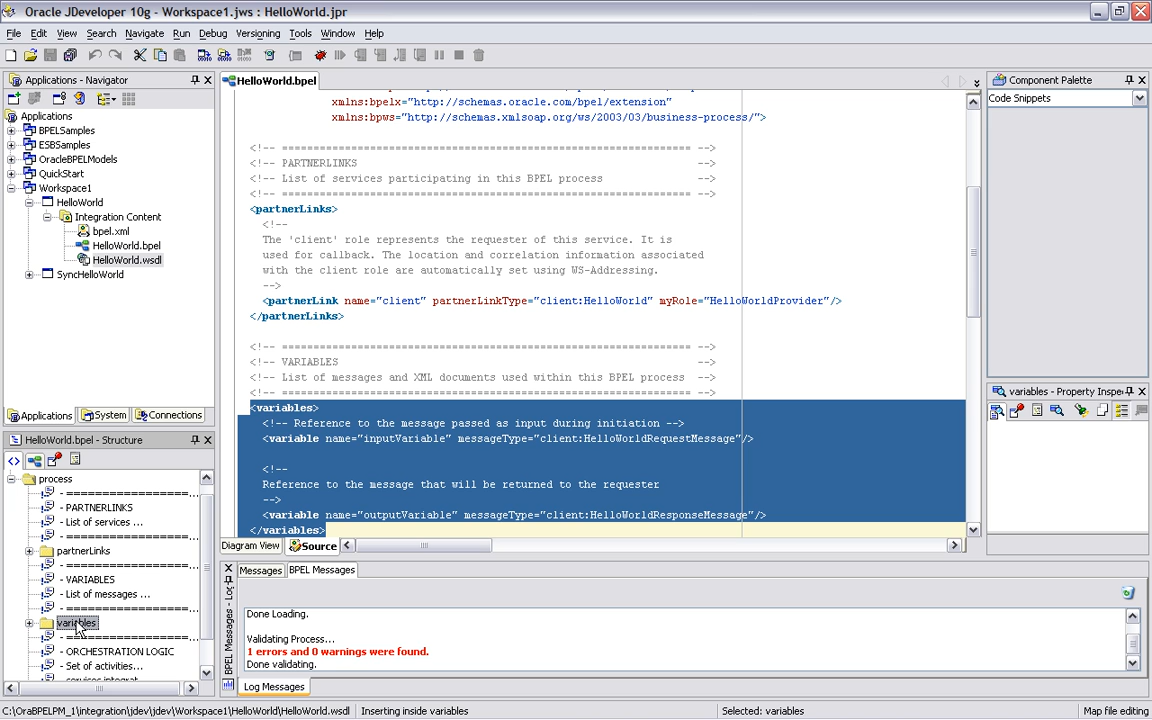 Oracle JDeveloper 10g - Workspace1.jws : HelloWorld.jpr
File Edit View Search Navigate Run Debug Versioning Tools Window Help
Applications - Navigator
Applications
BPELSamples
ESBSamples
OracleBPELModels
QuickStart
Workspace1
HelloWorld
Integration Content
bpel.xml
HelloWorld.bpel
HelloWorld.wsdl
SyncHelloWorld
Applications System Connections
HelloWorld.bpel - Structure
process
- =====================...
- PARTNERLINKS
- List of services ...
- =====================...
partnerLinks
- =====================...
- VARIABLES
- List of messages ...
- =====================...
variables
- =====================...
- ORCHESTRATION LOGIC
- Set of activities...
HelloWorld.bpel
xmlns:bpelx="http://schemas.oracle.com/bpel/extension"
xmlns:bpws="http://schemas.xmlsoap.org/ws/2003/03/business-process/">
<!-- ================================================================= -->
<!-- PARTNERLINKS -->
<!-- List of services participating in this BPEL process -->
<!-- ================================================================= -->
<partnerLinks>
<!--
The 'client' role represents the requester of this service. It is
used for callback. The location and correlation information associated
with the client role are automatically set using WS-Addressing.
-->
<partnerLink name="client" partnerLinkType="client:HelloWorld" myRole="HelloWorldProvider"/>
</partnerLinks>
<!-- ================================================================= -->
<!-- VARIABLES -->
<!-- List of messages and XML documents used within this BPEL process -->
<!-- ================================================================= -->
<variables>
<!-- Reference to the message passed as input during initiation -->
<variable name="inputVariable" messageType="client:HelloWorldRequestMessage"/>
<!--
Reference to the message that will be returned to the requester
-->
<variable name="outputVariable" messageType="client:HelloWorldResponseMessage"/>
</variables>
Diagram View Source
Component Palette
Code Snippets
variables - Property Inspe
BPEL Messages - Log
Messages BPEL Messages
Done Loading.
Validating Process...
1 errors and 0 warnings were found.
Done validating.
Log Messages
C:\OraBPELPM_1\integration\jdev\jdev\Workspace1\HelloWorld\HelloWorld.wsdl Inserting inside variables Selected: variables Map file editing